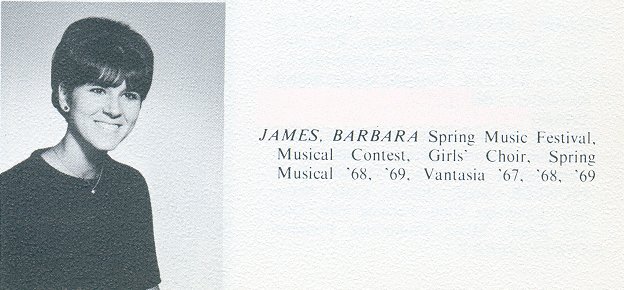 JAMES, BARBARA Spring Music Festival,
Musical Contest, Girls' Choir, Spring
Musical '68, '69, Vantasia '67, '68, '69